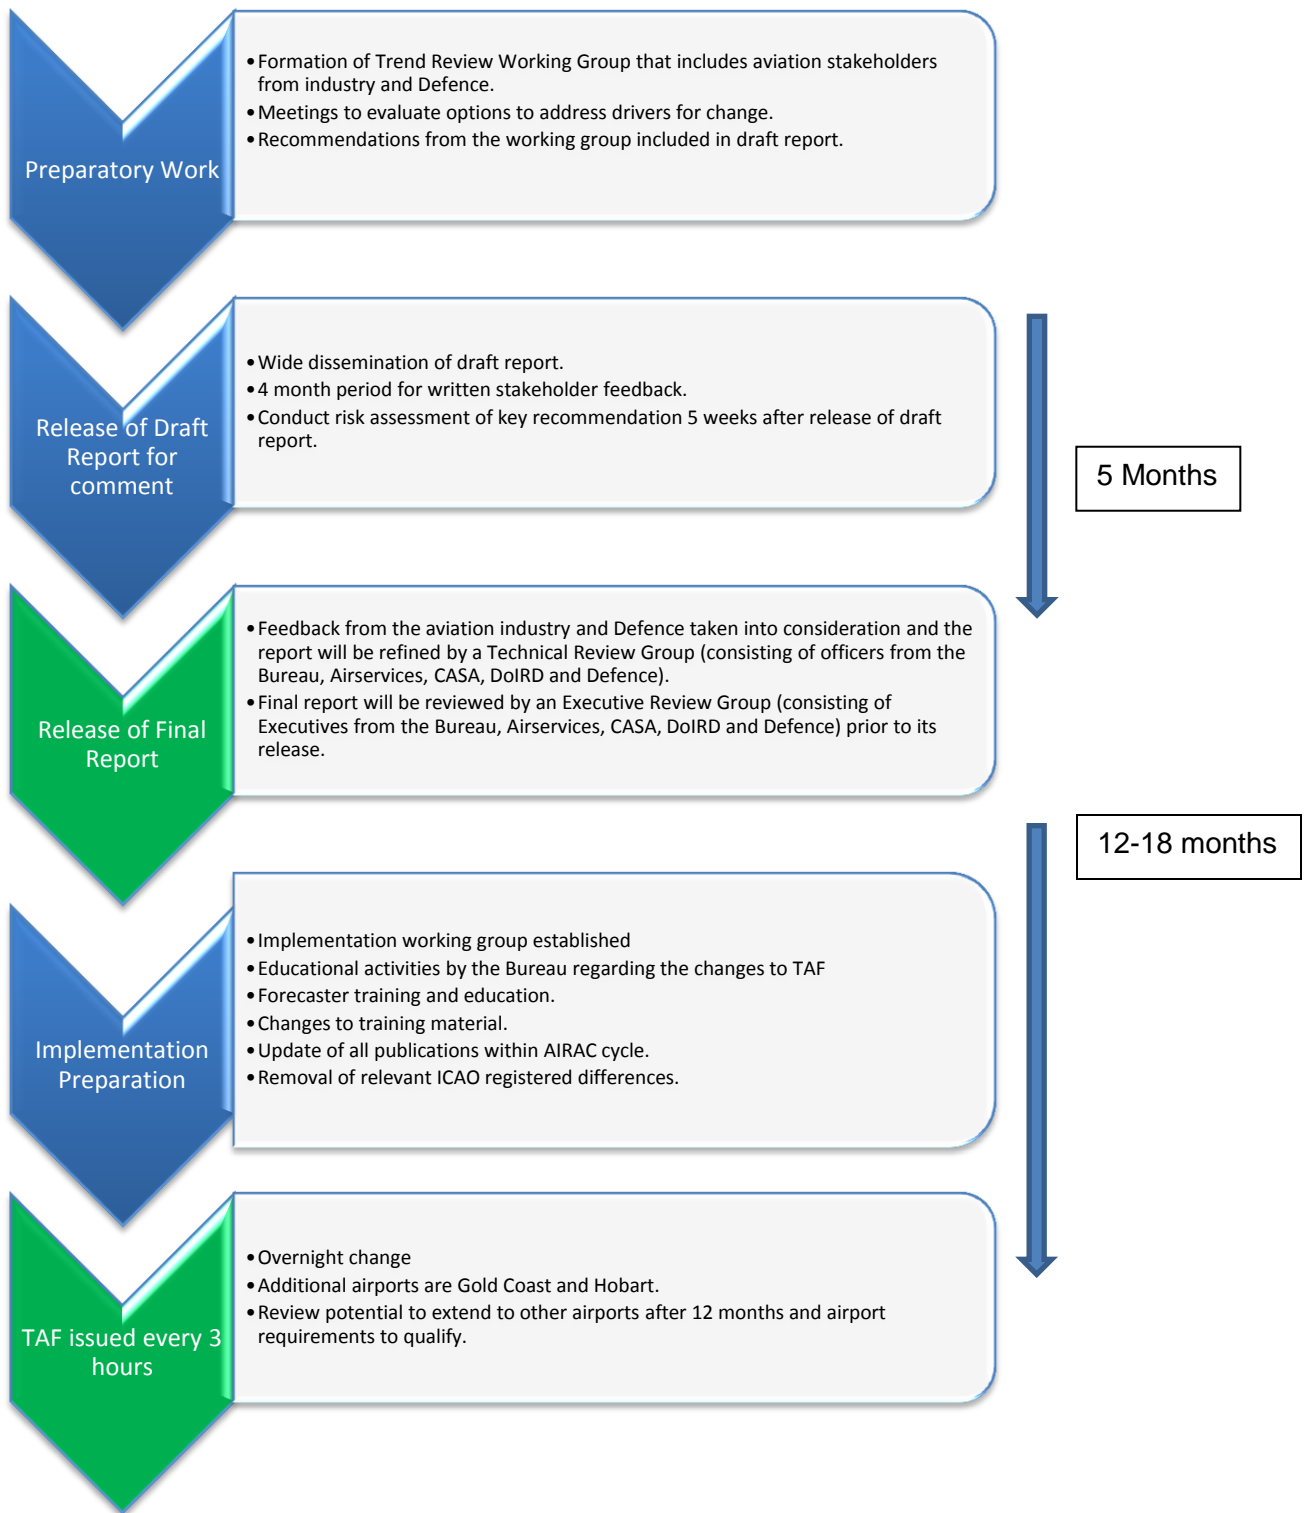 Preparatory Work
•Formation of Trend Review Working Group that includes aviation stakeholders
from industry and Defence.
•Meetings to evaluate options to address drivers for change.
•Recommendations from the working group included in draft report.
Release of Draft
Report for
comment
•Wide dissemination of draft report.
•4 month period for written stakeholder feedback.
•Conduct risk assessment of key recommendation 5 weeks after release of draft
report.
5 Months
Release of Final
Report
•Feedback from the aviation industry and Defence taken into consideration and the
report will be refined by a Technical Review Group (consisting of officers from the
Bureau, Airservices, CASA, DoIRD and Defence).
•Final report will be reviewed by an Executive Review Group (consisting of
Executives from the Bureau, Airservices, CASA, DoIRD and Defence) prior to its
release.
12-18 months
Implementation
Preparation
•Implementation working group established
•Educational activities by the Bureau regarding the changes to TAF
•Forecaster training and education.
•Changes to training material.
•Update of all publications within AIRAC cycle.
•Removal of relevant ICAO registered differences.
TAF issued every 3
hours
•Overnight change
•Additional airports are Gold Coast and Hobart.
•Review potential to extend to other airports after 12 months and airport
requirements to qualify.